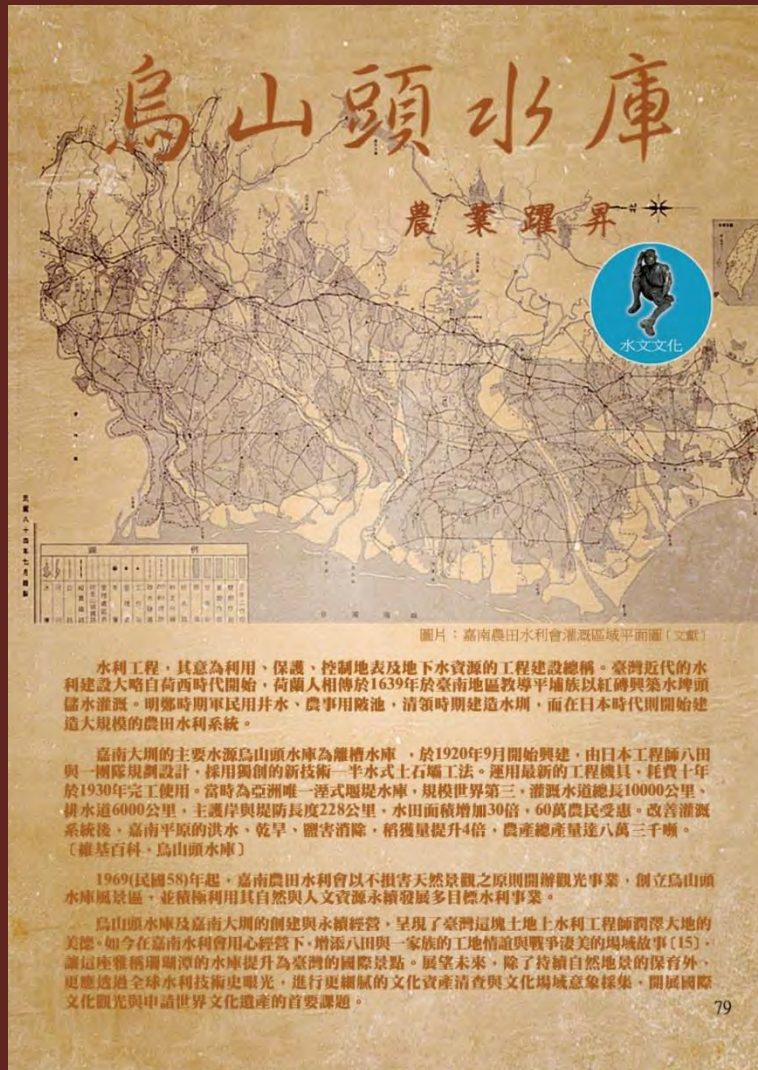 烏山頭水庫
農業躍昇
水文文化
圖例
圖片：嘉南農田水利會灌溉區域平面圖〔文獻〕
水利工程，其意為利用、保護、控制地表及地下水資源的工程建設總稱。臺灣近代的水
利建設大略自荷西時代開始，荷蘭人相傳於1639年於臺南地區教導平埔族以紅磚興築水埤頭
儲水灌溉。明鄭時期軍民用井水、農事用陂池，清領時期建造水圳，而在日本時代則開始建
造大規模的農田水利系統。
嘉南大圳的主要水源烏山頭水庫為離槽水庫 ，於1920年9月開始興建，由日本工程師八田
與一團隊規劃設計，採用獨創的新技術—半水式土石壩工法。運用最新的工程機具，耗費十年
於1930年完工使用。當時為亞洲唯一溼式堰堤水庫，規模世界第三，灌溉水道總長10000公里、
排水道6000公里，主護岸與堤防長度228公里，水田面積增加30倍，60萬農民受惠。改善灌溉
系統後，嘉南平原的洪水、乾旱、鹽害消除，稻穫量提升4倍，農產總產量達八萬三千噸。
〔維基百科，烏山頭水庫〕
1969(民國58)年起，嘉南農田水利會以不損害天然景觀之原則開辦觀光事業，創立烏山頭
水庫風景區，並積極利用其自然與人文資源永續發展多目標水利事業。
烏山頭水庫及嘉南大圳的創建與永續經營，呈現了臺灣這塊土地上水利工程師潤澤大地的
美德。如今在嘉南水利會用心經營下，增添八田與一家族的工地情誼與戰爭淒美的場域故事〔15〕，
讓這座雅稱珊瑚潭的水庫提升為臺灣的國際景點。展望未來，除了持續自然地景的保育外，
更應透過全球水利技術史眼光，進行更細膩的文化資產清查與文化場域意象採集，開展國際
文化觀光與申請世界文化遺產的首要課題。
79